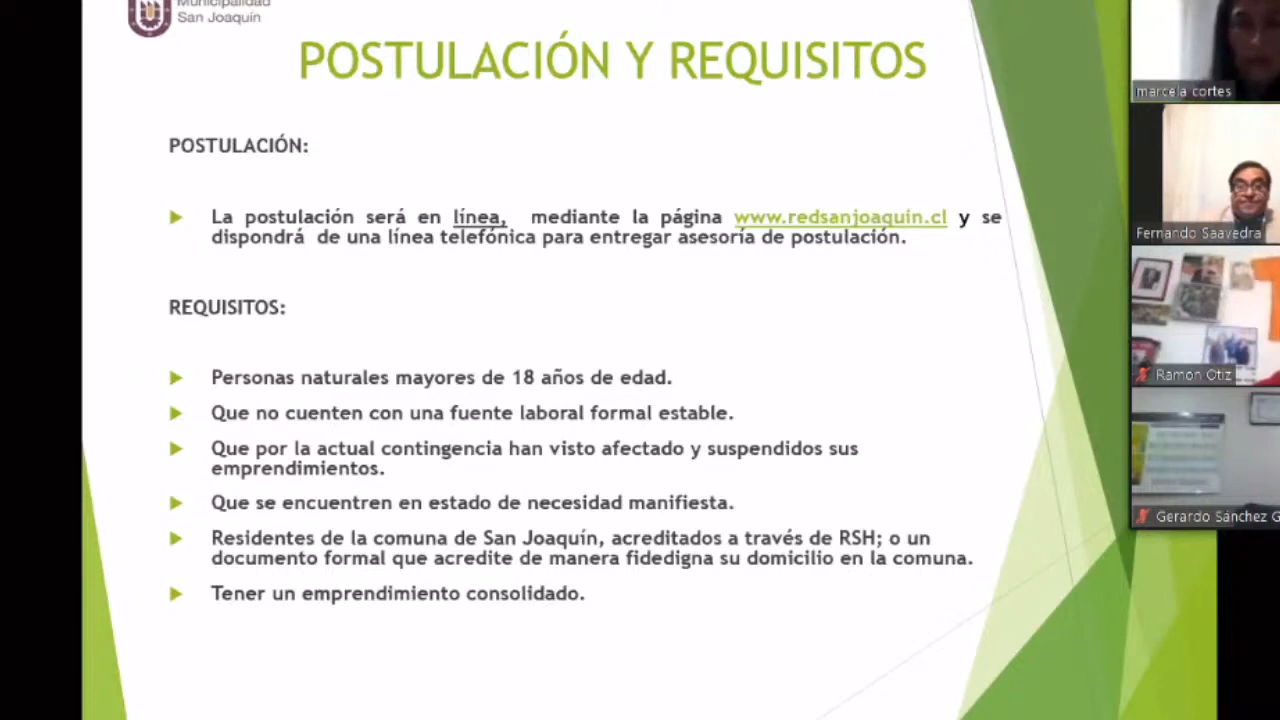 Municipalidad
San Joaquín
POSTULACIÓN Y REQUISITOS
POSTULACIÓN:
La postulación será en línea, mediante la página www.redsanjoaquin.cl y se
dispondrá de una línea telefónica para entregar asesoría de postulación.
REQUISITOS:
Personas naturales mayores de 18 años de edad.
Que no cuenten con una fuente laboral formal estable.
Que por la actual contingencia han visto afectado y suspendidos sus
emprendimientos.
Que se encuentren en estado de necesidad manifiesta.
Residentes de la comuna de San Joaquín, acreditados a través de RSH; o un
documento formal que acredite de manera fidedigna su domicilio en la comuna.
Tener un emprendimiento consolidado.
marcela cortes
Fernando Saavedra
Ramon Otiz
Gerardo Sánchez G